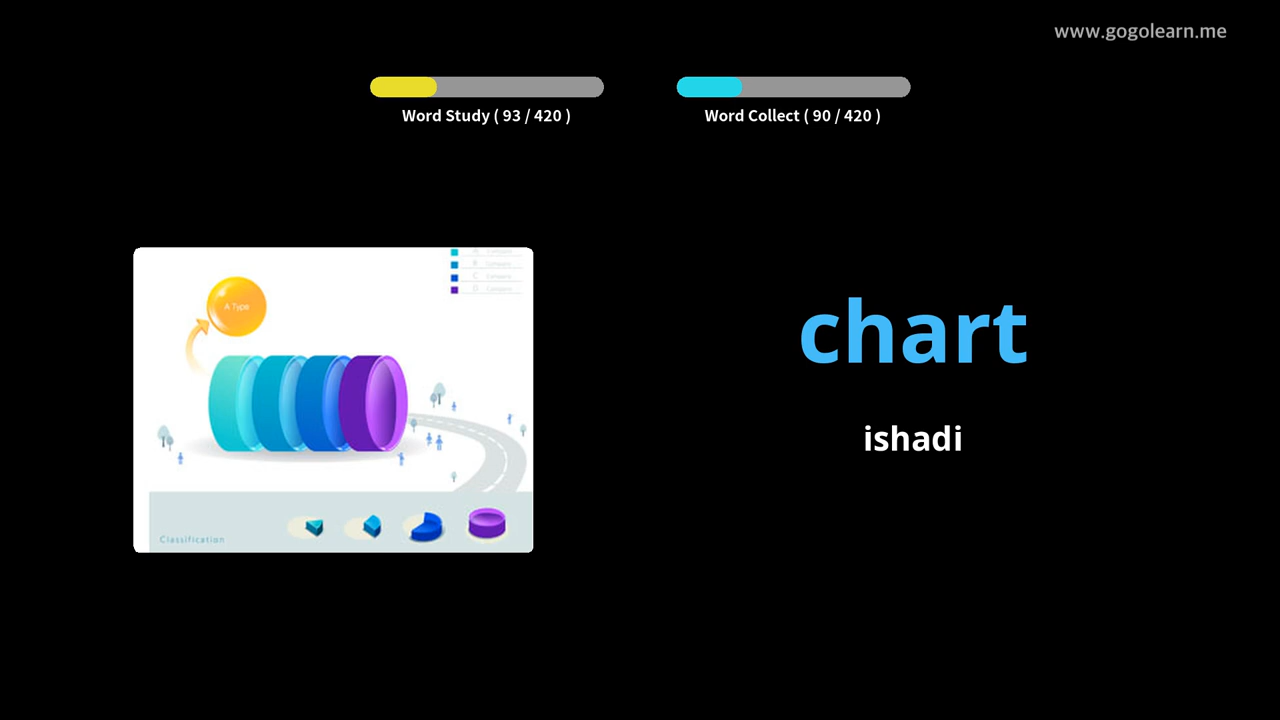 www.gogolearn.me
Word Study ( 93 / 420 )
Word Collect ( 90 / 420 )
A Type
chart
ishadi
Classification